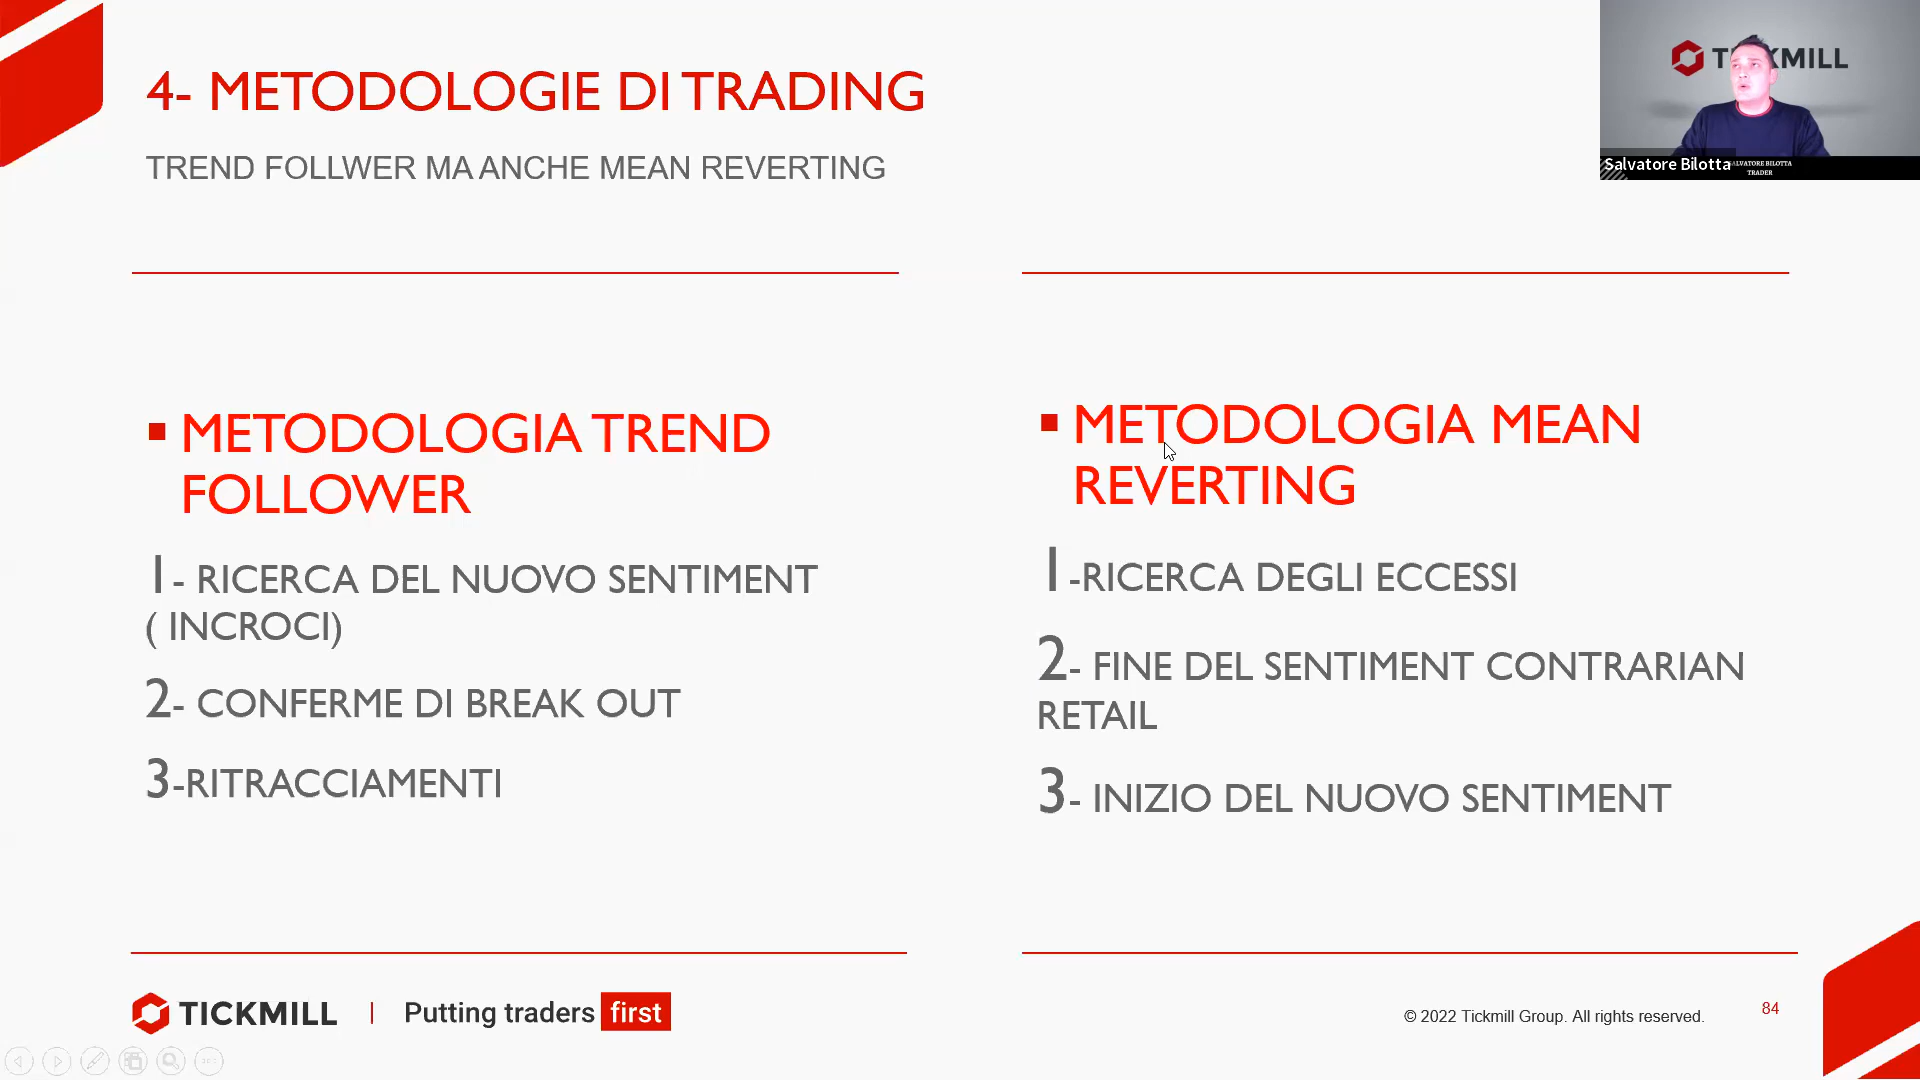 4- METODOLOGIE DI TRADING
TREND FOLLWER MA ANCHE MEAN REVERTING
TICKMILL
Salvatore Bilotta
SALVATORE BILOTTA
TRADER
METODOLOGIA TREND
FOLLOWER
1- RICERCA DEL NUOVO SENTIMENT
( INCROCI)
2- CONFERME DI BREAK OUT
3-RITRACCIAMENTI
METODOLOGIA MEAN
REVERTING
1-RICERCA DEGLI ECCESSI
2- FINE DEL SENTIMENT CONTRARIAN
RETAIL
3- INIZIO DEL NUOVO SENTIMENT
TICKMILL | Putting traders first
© 2022 Tickmill Group. All rights reserved.
84